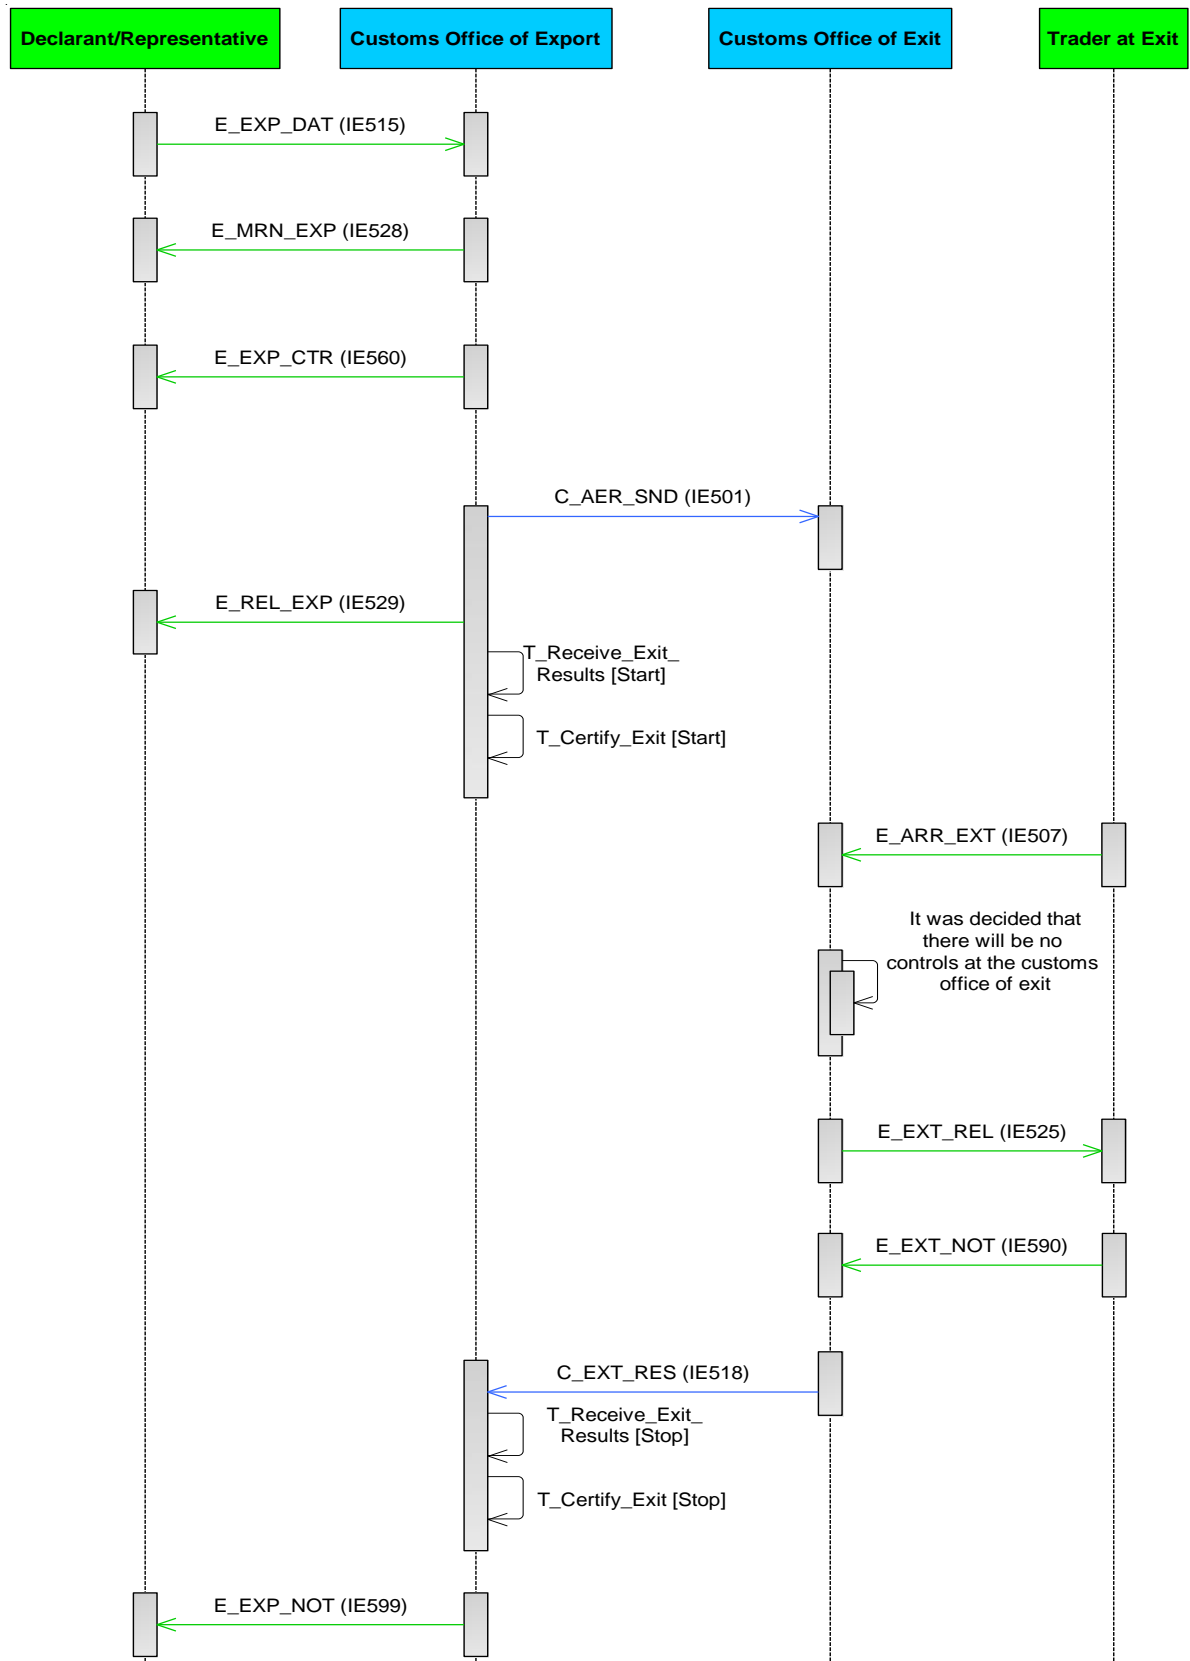 Declarant/Representative
Customs Office of Export
Customs Office of Exit
Trader at Exit
E_EXP_DAT (IE515)
E_MRN_EXP (IE528)
E_EXP_CTR (IE560)
C_AER_SND (IE501)
E_REL_EXP (IE529)
T_Receive_Exit_
Results [Start]
T_Certify_Exit [Start]
E_ARR_EXT (IE507)
It was decided that
there will be no
controls at the customs
office of exit
E_EXT_REL (IE525)
E_EXT_NOT (IE590)
C_EXT_RES (IE518)
T_Receive_Exit_
Results [Stop]
T_Certify_Exit [Stop]
E_EXP_NOT (IE599)